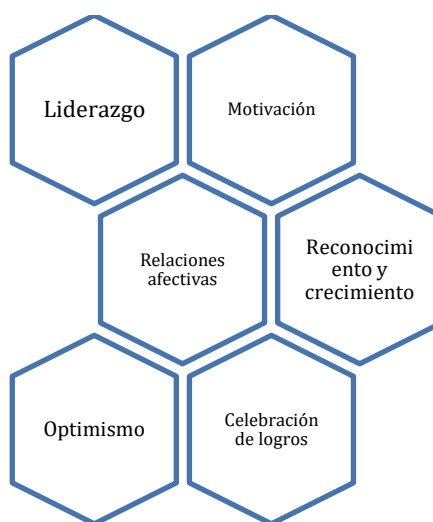 Liderazgo
Motivación
Relaciones
afectivas
Reconocimi
ento y
crecimiento
Optimismo
Celebración
de logros